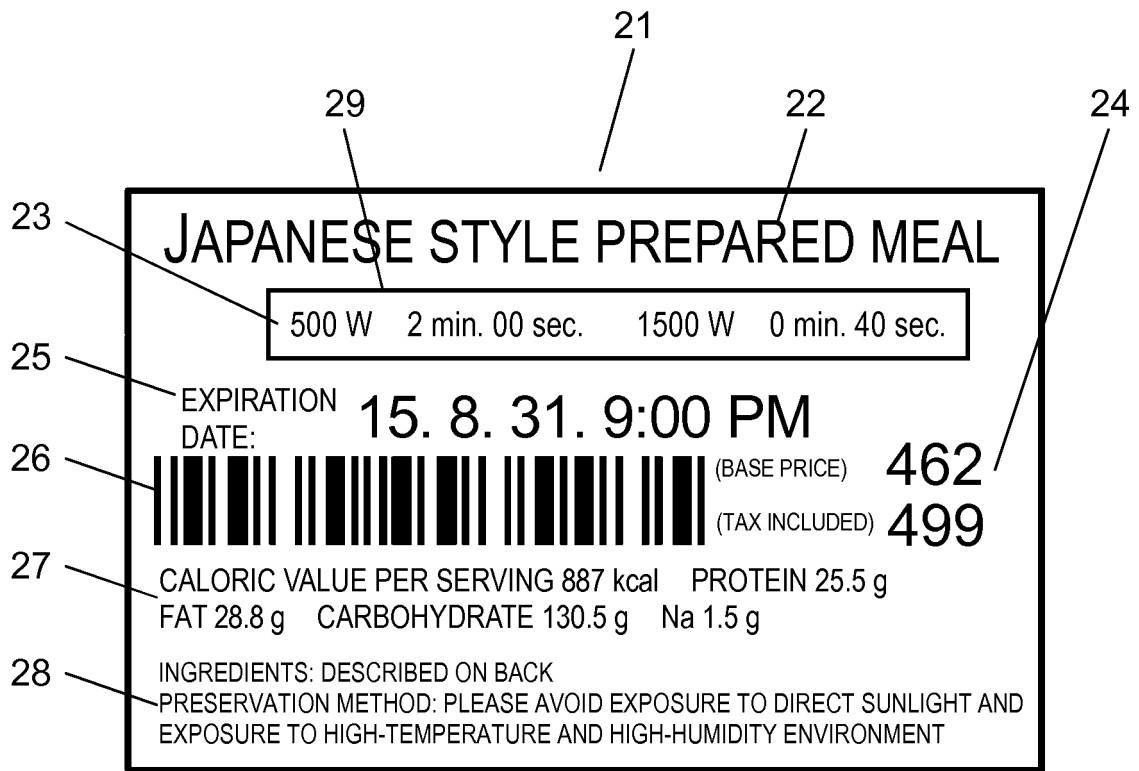 21
29
22
24
23
JAPANESE STYLE PREPARED MEAL
500 W 2 min. 00 sec. 1500 W 0 min. 40 sec.
25
EXPIRATION
DATE:
15. 8. 31. 9:00 PM
26
(BASE PRICE) 462
(TAX INCLUDED) 499
27
CALORIC VALUE PER SERVING 887 kcal PROTEIN 25.5 g
FAT 28.8 g CARBOHYDRATE 130.5 g Na 1.5 g
28
INGREDIENTS: DESCRIBED ON BACK
PRESERVATION METHOD: PLEASE AVOID EXPOSURE TO DIRECT SUNLIGHT AND
EXPOSURE TO HIGH-TEMPERATURE AND HIGH-HUMIDITY ENVIRONMENT